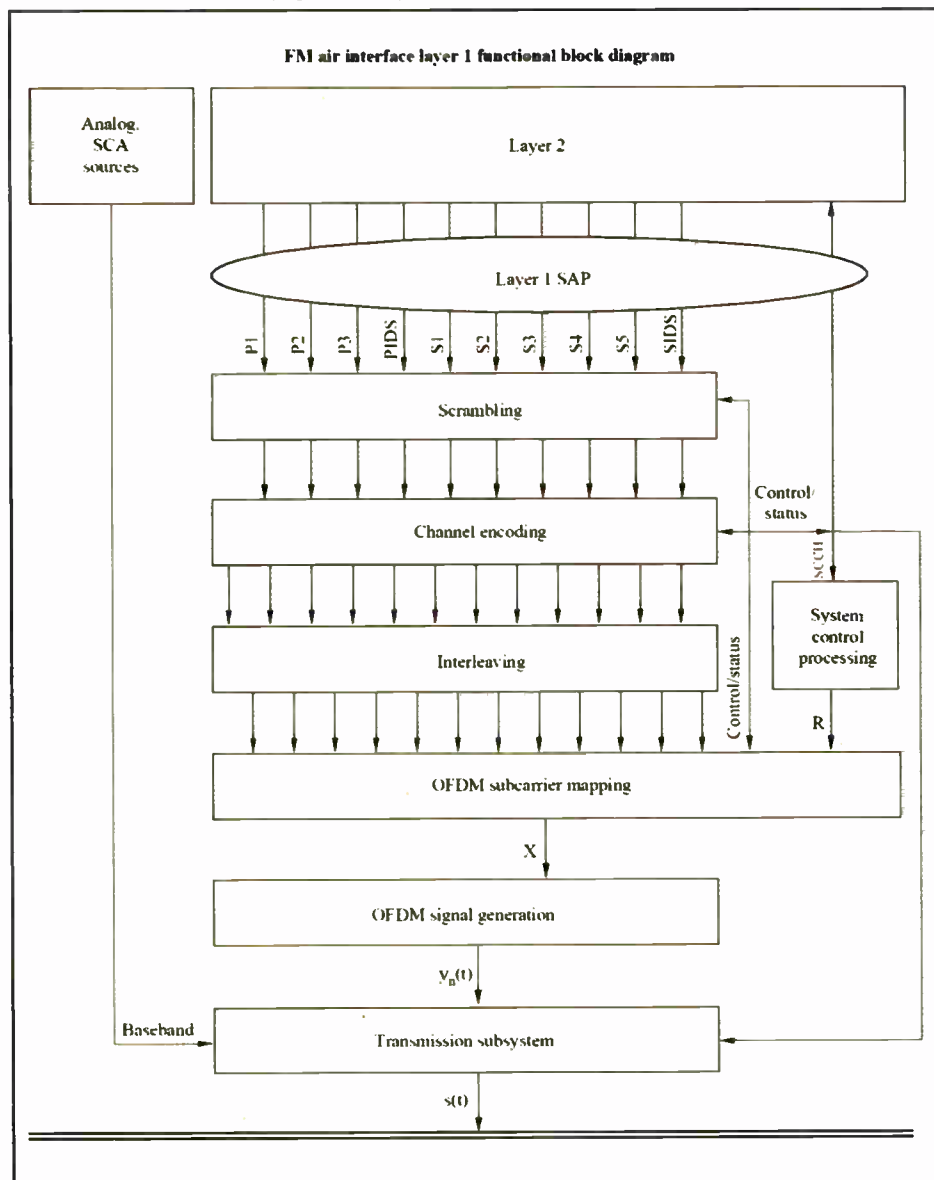 FM air interface layer 1 functional block diagram
Analog.
SCA
sources
Layer 2
Layer 1 SAP
P1
P2
P3
PIDS
S1
S2
S3
S4
S5
SIDS
Scrambling
Control/
status
Channel encoding
SCCH
System
control
processing
Interleaving
Control/status
R
OFDM subcarrier mapping
X
OFDM signal generation
yn(t)
Baseband
Transmission subsystem
s(t)